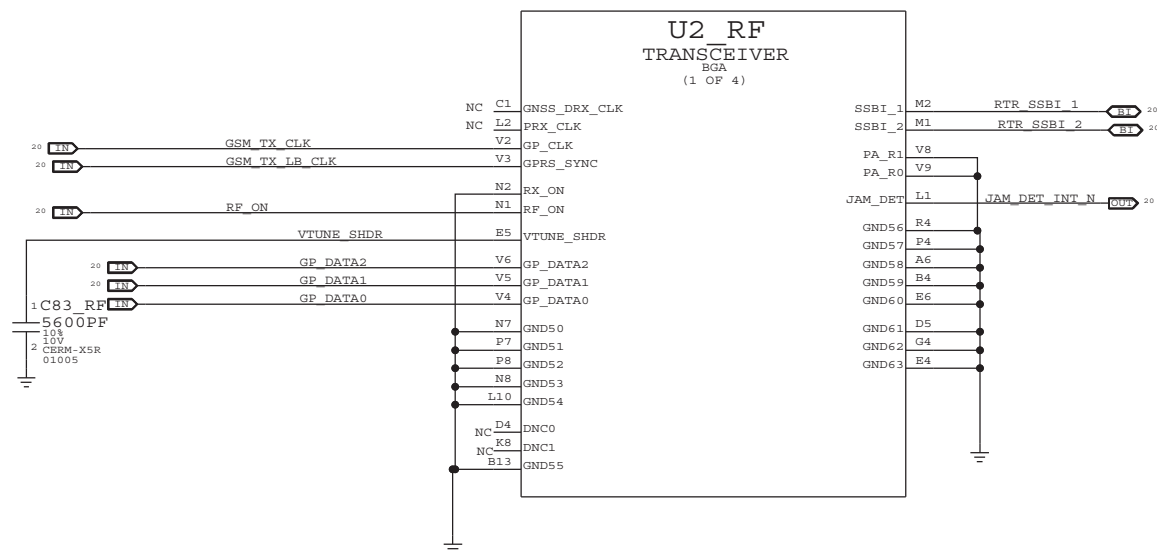 U2_RF
TRANSCEIVER
BGA
(1 OF 4)
NC C1 GNSS_DRX_CLK
NC L2 PRX_CLK
20 IN GSM_TX_CLK V2 GP_CLK
20 IN GSM_TX_LB_CLK V3 GPRS_SYNC
N2 RX_ON
20 IN RF_ON N1 RF_ON
VTUNE_SHDR E5 VTUNE_SHDR
20 IN GP_DATA2 V6 GP_DATA2
20 IN GP_DATA1 V5 GP_DATA1
IN GP_DATA0 V4 GP_DATA0
1 C83_RF
5600PF
10%
10V
2 CERM-X5R
01005
N7 GND50
P7 GND51
P8 GND52
N8 GND53
L10 GND54
NC D4 DNC0
NC K8 DNC1
B13 GND55
SSBI_1 M2 RTR_SSBI_1 BI 20
SSBI_2 M1 RTR_SSBI_2 BI 20
PA_R1 V8
PA_R0 V9
JAM_DET L1 JAM_DET_INT_N OUT 20
GND56 R4
GND57 P4
GND58 A6
GND59 B4
GND60 E6
GND61 D5
GND62 G4
GND63 E4